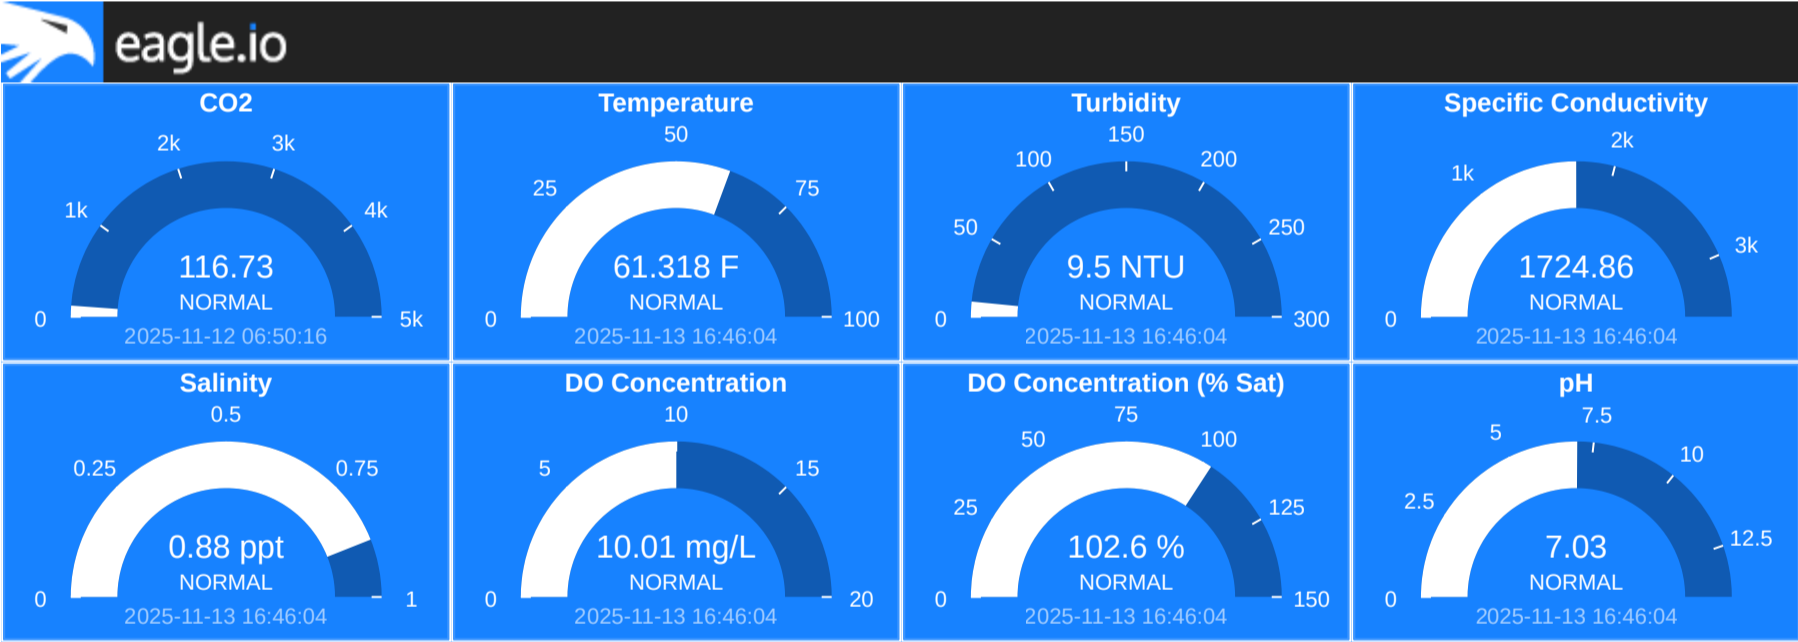 eagle.io
CO2
0
1k
2k
3k
4k
5k
116.73
NORMAL
2025-11-12 06:50:16
Temperature
0
25
50
75
100
61.318 F
NORMAL
2025-11-13 16:46:04
Turbidity
0
50
100
150
200
250
300
9.5 NTU
NORMAL
2025-11-13 16:46:04
Specific Conductivity
0
1k
2k
3k
1724.86
NORMAL
2025-11-13 16:46:04
Salinity
0
0.25
0.5
0.75
1
0.88 ppt
NORMAL
2025-11-13 16:46:04
DO Concentration
0
5
10
15
20
10.01 mg/L
NORMAL
2025-11-13 16:46:04
DO Concentration (% Sat)
0
25
50
75
100
125
150
102.6 %
NORMAL
2025-11-13 16:46:04
pH
0
2.5
5
7.5
10
12.5
7.03
NORMAL
2025-11-13 16:46:04